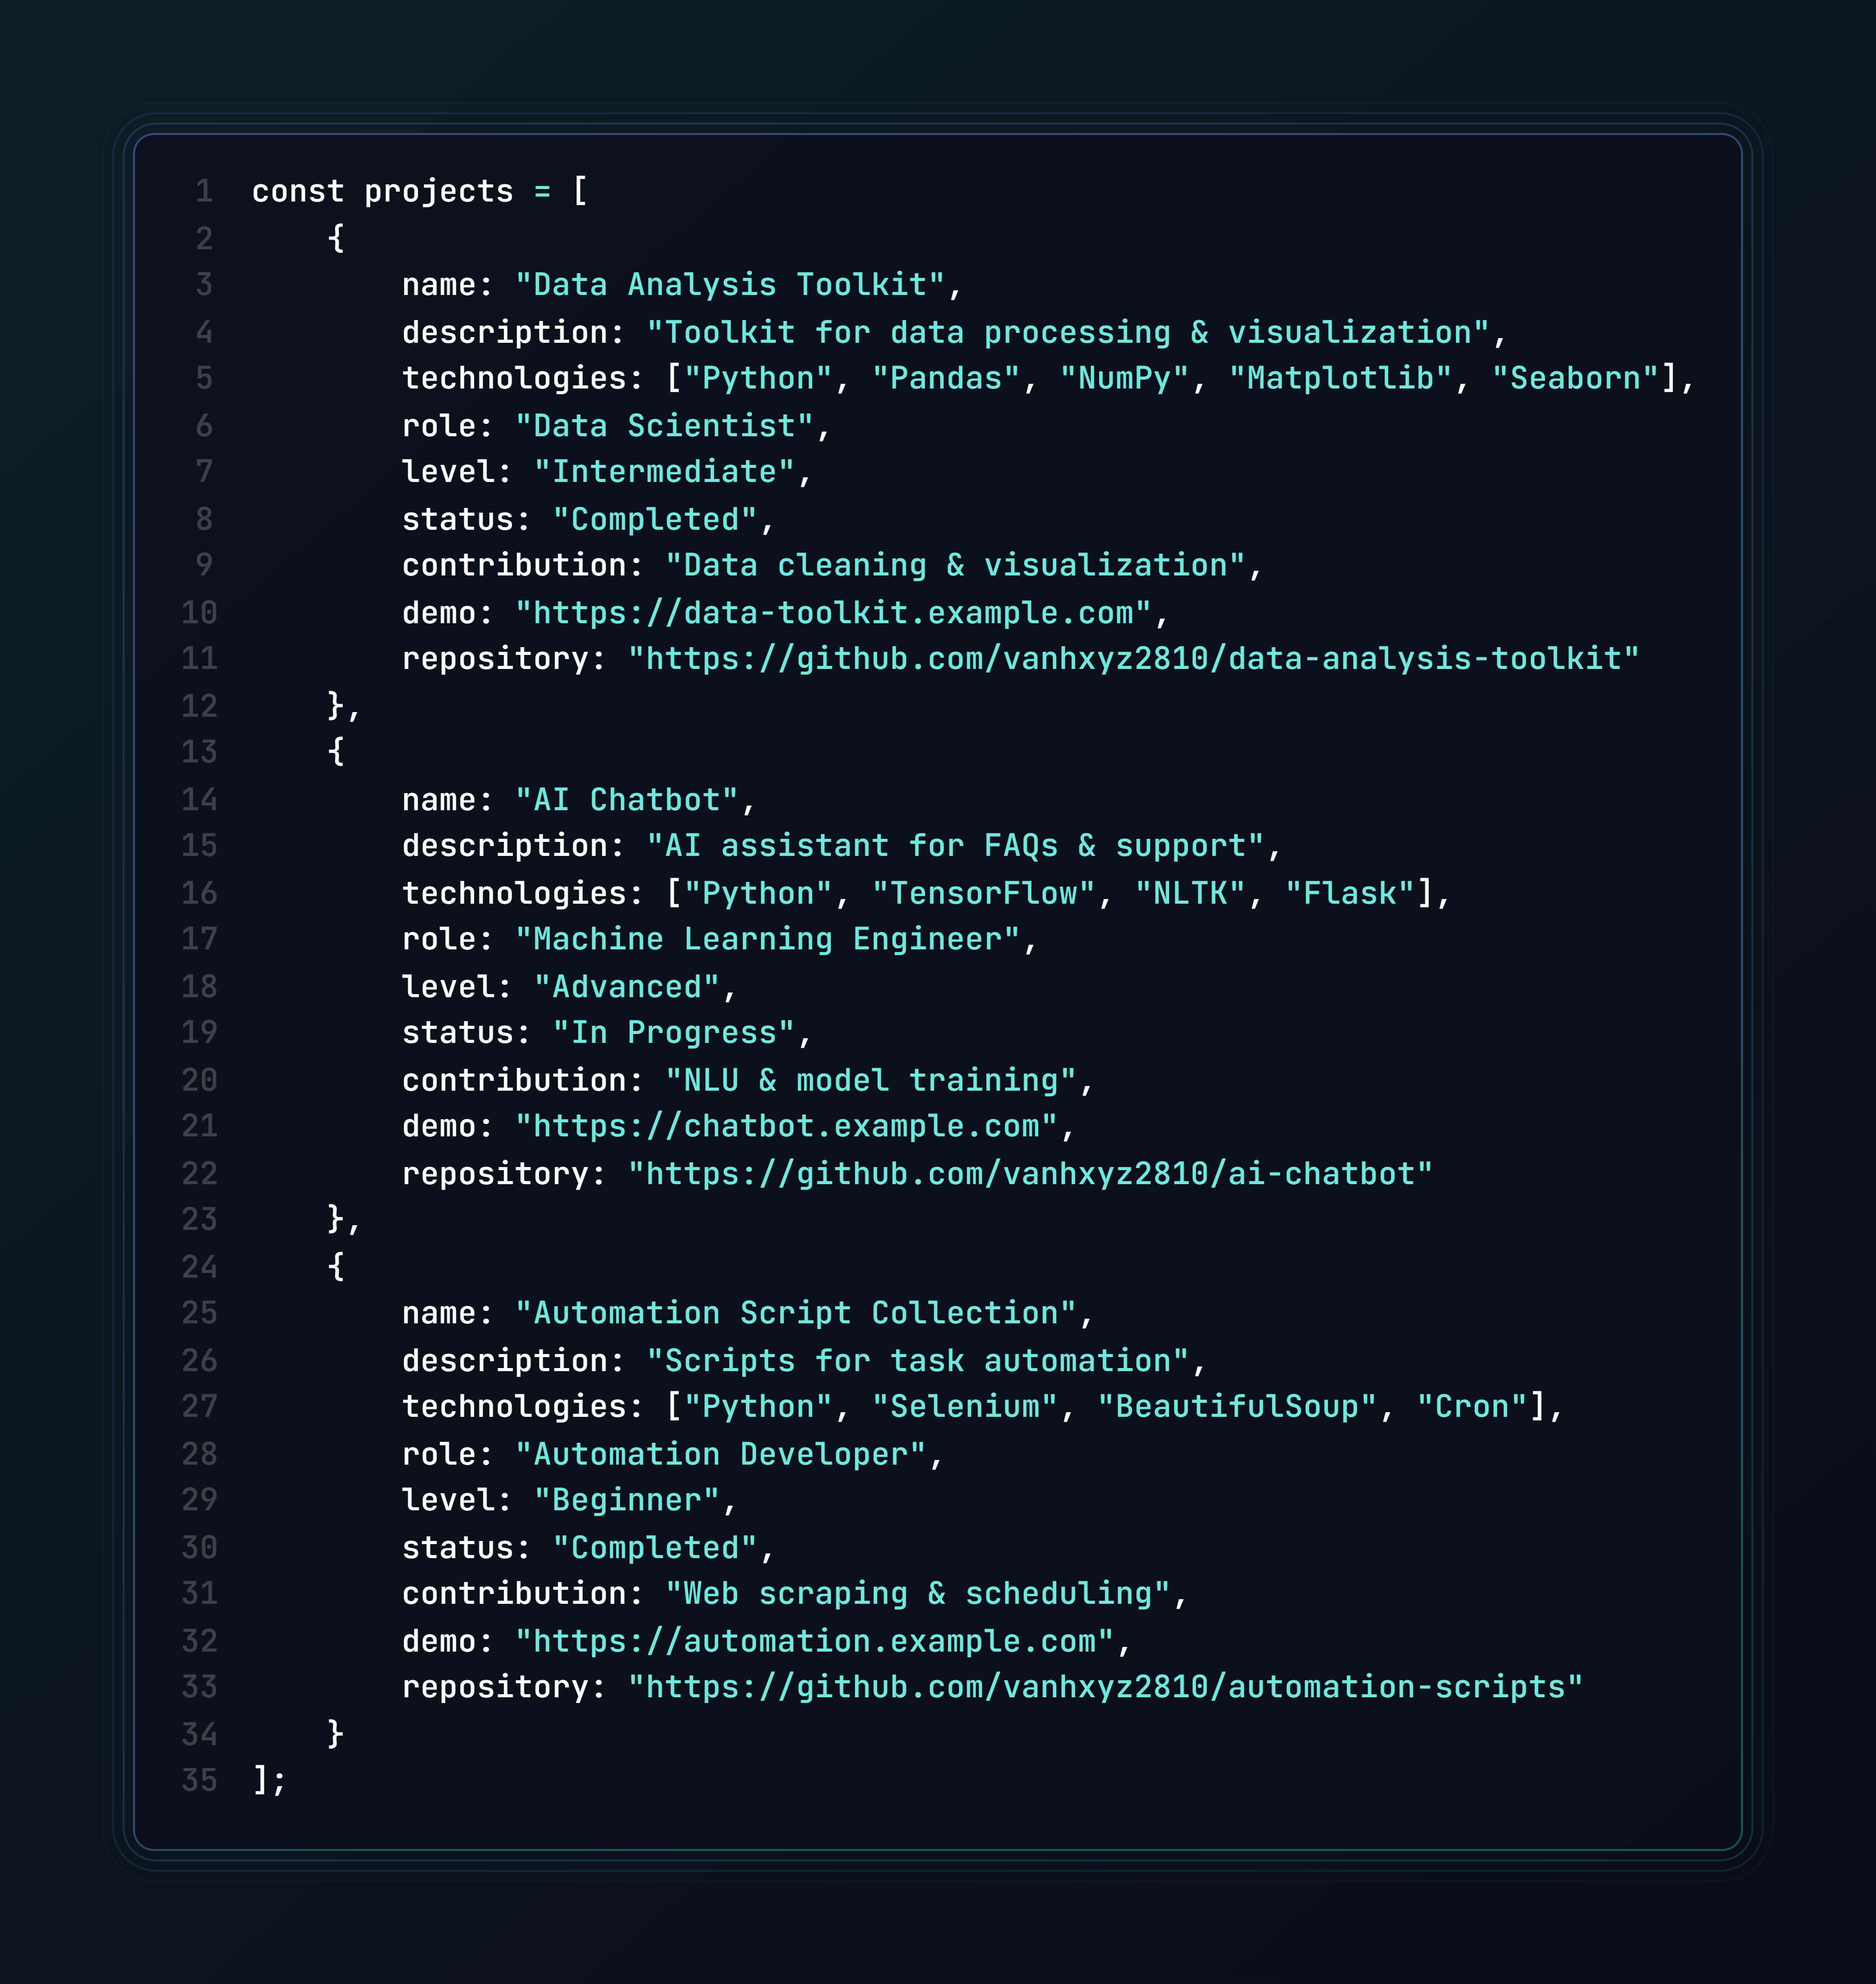 1 const projects = [
2 {
3 name: "Data Analysis Toolkit",
4 description: "Toolkit for data processing & visualization",
5 technologies: ["Python", "Pandas", "NumPy", "Matplotlib", "Seaborn"],
6 role: "Data Scientist",
7 level: "Intermediate",
8 status: "Completed",
9 contribution: "Data cleaning & visualization",
10 demo: "https://data-toolkit.example.com",
11 repository: "https://github.com/vanhxyz2810/data-analysis-toolkit"
12 },
13 {
14 name: "AI Chatbot",
15 description: "AI assistant for FAQs & support",
16 technologies: ["Python", "TensorFlow", "NLTK", "Flask"],
17 role: "Machine Learning Engineer",
18 level: "Advanced",
19 status: "In Progress",
20 contribution: "NLU & model training",
21 demo: "https://chatbot.example.com",
22 repository: "https://github.com/vanhxyz2810/ai-chatbot"
23 },
24 {
25 name: "Automation Script Collection",
26 description: "Scripts for task automation",
27 technologies: ["Python", "Selenium", "BeautifulSoup", "Cron"],
28 role: "Automation Developer",
29 level: "Beginner",
30 status: "Completed",
31 contribution: "Web scraping & scheduling",
32 demo: "https://automation.example.com",
33 repository: "https://github.com/vanhxyz2810/automation-scripts"
34 }
35 ];